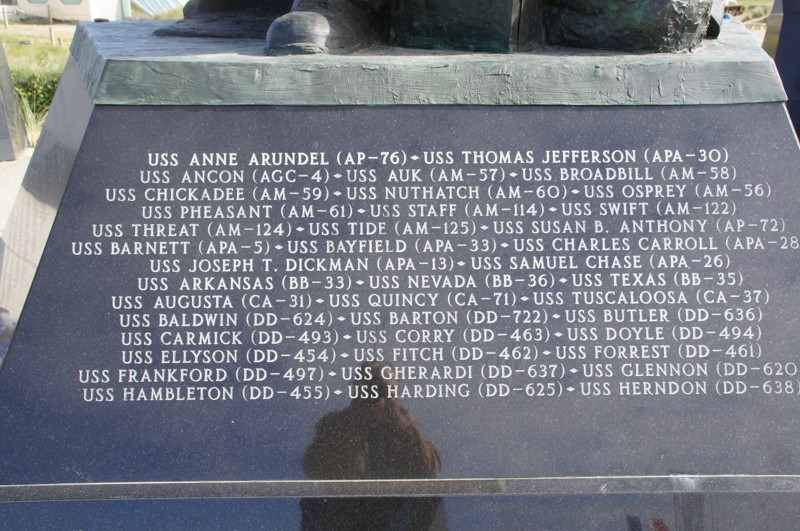 USS ANNE ARUNDEL (AP-76) • USS THOMAS JEFFERSON (APA-30)
USS ANCON (AGC-4) • USS AUK (AM-57) • USS BROADBILL (AM-58)
USS CHICKADEE (AM-59) • USS NUTHATCH (AM-60) • USS OSPREY (AM-56)
USS PHEASANT (AM-61) • USS STAFF (AM-114) • USS SWIFT (AM-122)
USS THREAT (AM-124) • USS TIDE (AM-125) • USS SUSAN B. ANTHONY (AP-72)
USS BARNETT (APA-5) • USS BAYFIELD (APA-33) • USS CHARLES CARROLL (APA-28
USS JOSEPH T. DICKMAN (APA-13) • USS SAMUEL CHASE (APA-26)
USS ARKANSAS (BB-33) • USS NEVADA (BB-36) • USS TEXAS (BB-35)
USS AUGUSTA (CA-31) • USS QUINCY (CA-71) • USS TUSCALOOSA (CA-37)
USS BALDWIN (DD-624) • USS BARTON (DD-722) • USS BUTLER (DD-636)
USS CARMICK (DD-493) • USS CORRY (DD-463) • USS DOYLE (DD-494)
USS ELLYSON (DD-454) • USS FITCH (DD-462) • USS FORREST (DD-461)
USS FRANKFORD (DD-497) • USS GHERARDI (DD-637) • USS GLENNON (DD-620)
USS HAMBLETON (DD-455) • USS HARDING (DD-625) • USS HERNDON (DD-638)